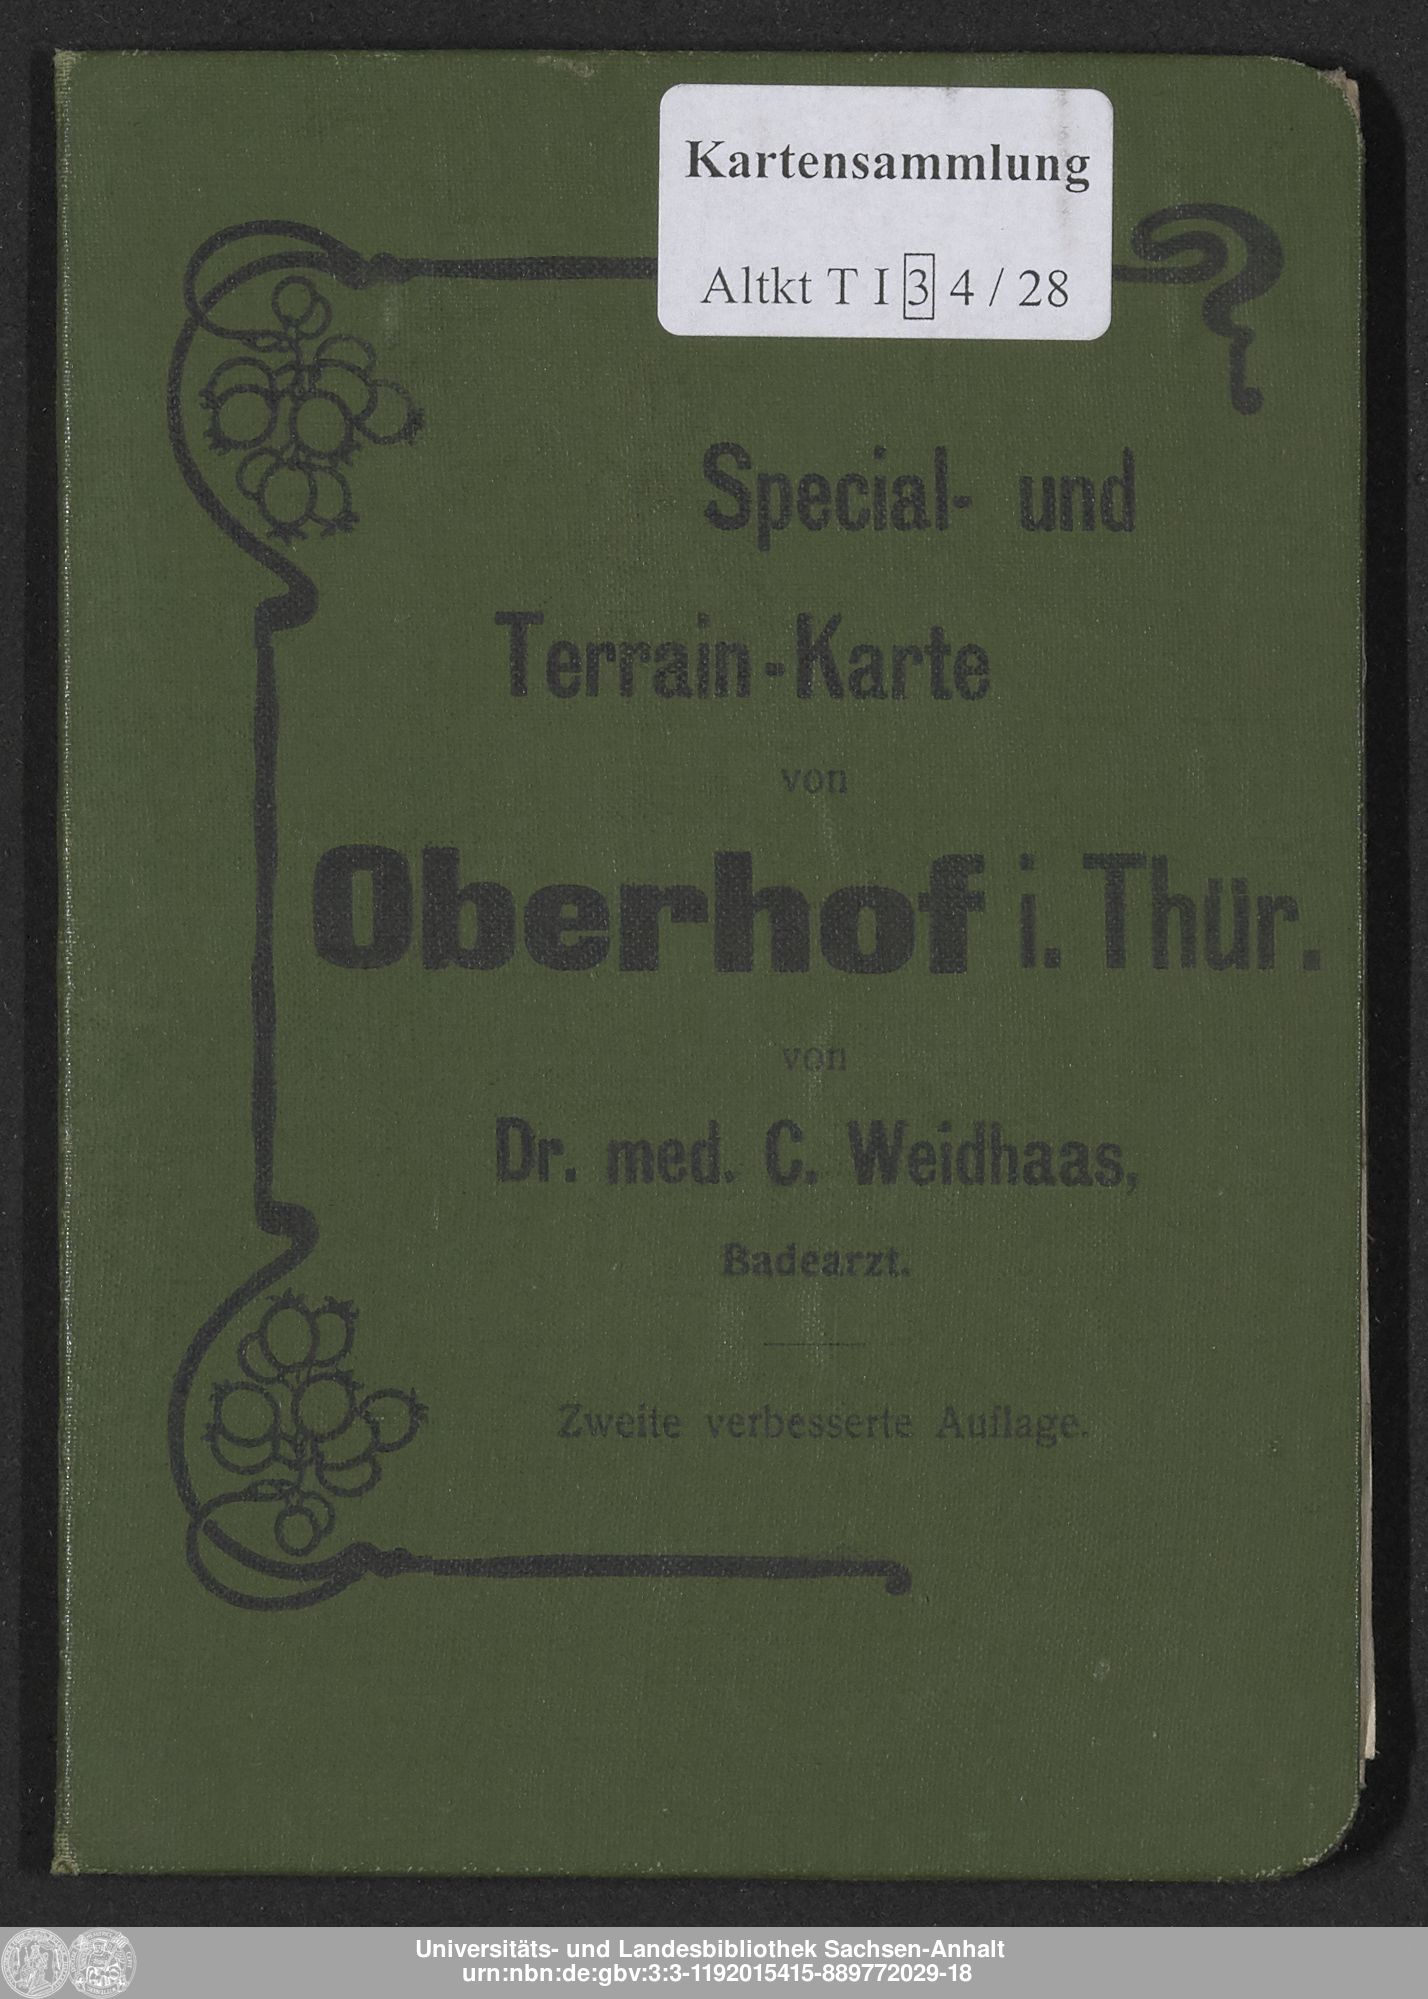 Kartensammlung
Altkt T I 3 4 / 28
Special- und
Terrain-Karte
von
Oberhof i. Thür.
von
Dr. med. C. Weidhaas,
Badearzt.
Zweite verbesserte Auflage.
Universitäts- und Landesbibliothek Sachsen-Anhalt
urn:nbn:de:gbv:3:3-1192015415-889772029-18